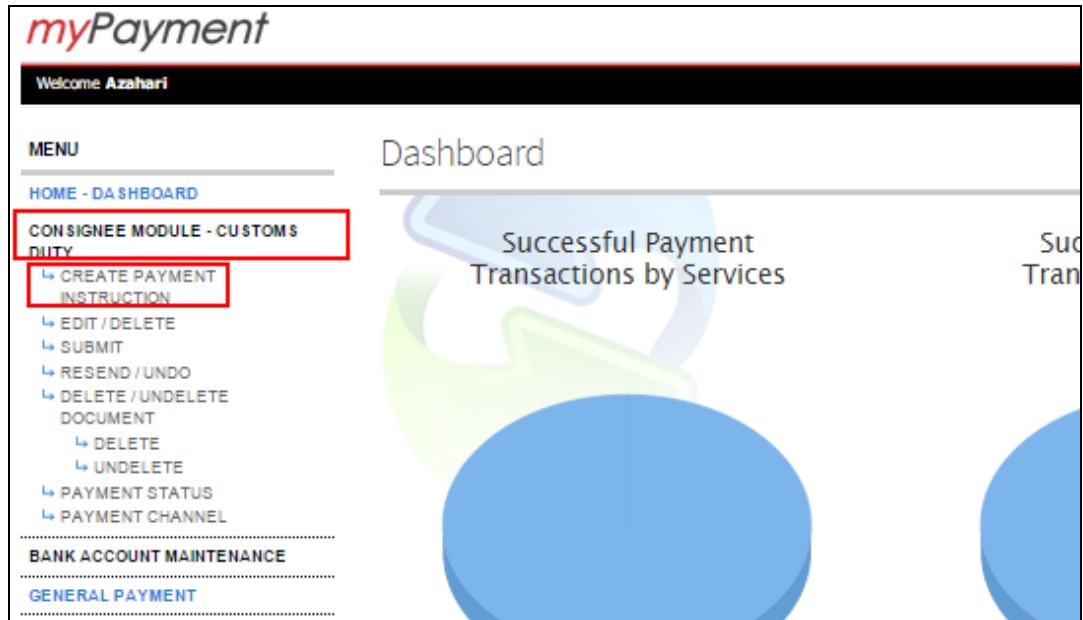 myPayment
Welcome Azahari
MENU
HOME - DASHBOARD
CONSIGNEE MODULE - CUSTOMS
DUTY
CREATE PAYMENT
INSTRUCTION
EDIT / DELETE
SUBMIT
RESEND / UNDO
DELETE / UNDELETE
DOCUMENT
DELETE
UNDELETE
PAYMENT STATUS
PAYMENT CHANNEL
BANK ACCOUNT MAINTENANCE
GENERAL PAYMENT
Dashboard
Successful Payment
Transactions by Services
Suc
Tran